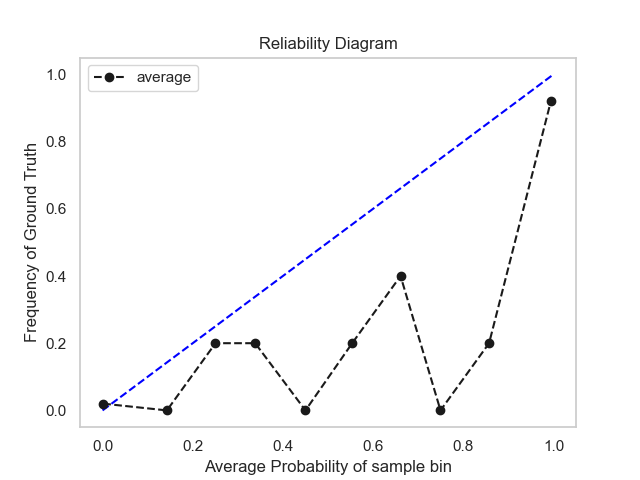 Reliability Diagram
average
1.0
0.8
0.6
0.4
0.2
0.0
Frequency of Ground Truth
0.0 0.2 0.4 0.6 0.8 1.0
Average Probability of sample bin